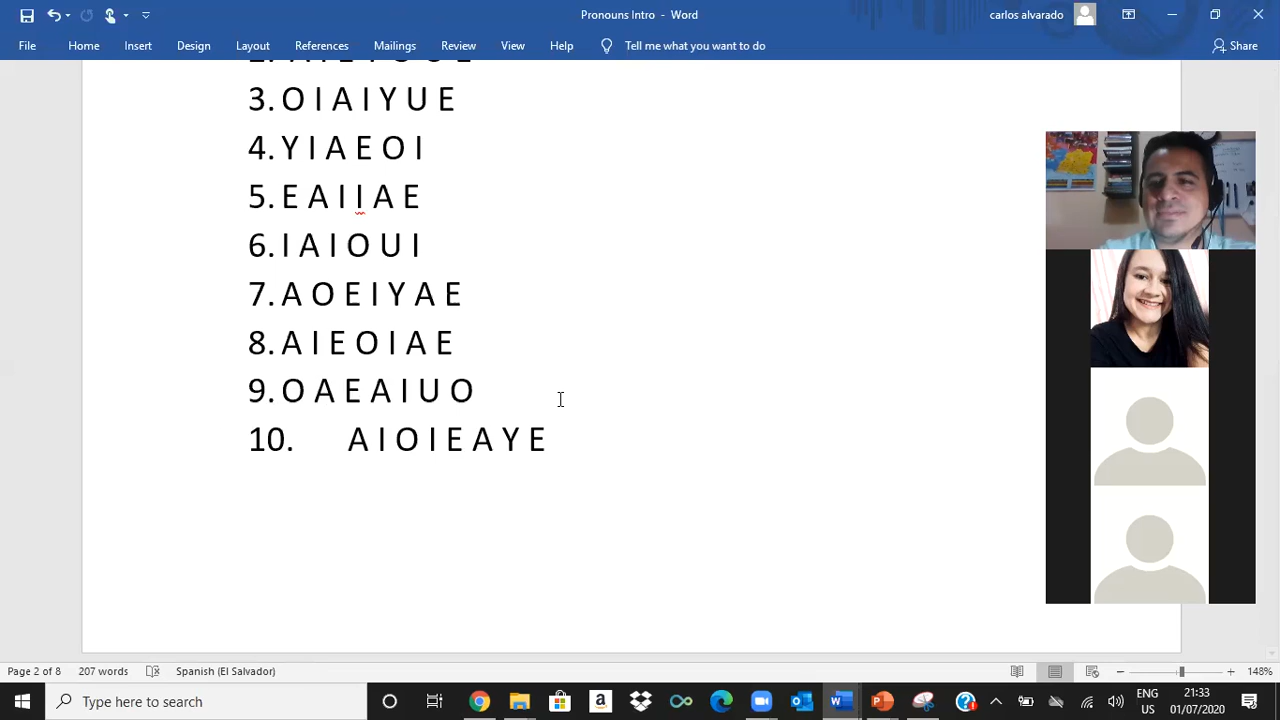 Pronouns Intro - Word
carlos alvarado
File Home Insert Design Layout References Mailings Review View Help Tell me what you want to do Share
3. O I A I Y U E
4. Y I A E O I
5. E A I I A E
6. I A I O U I
7. A O E I Y A E
8. A I E O I A E
9. O A E A I U O
10. A I O I E A Y E
Page 2 of 8 207 words Spanish (El Salvador) 148%
Type here to search
ENG 21:33
US 01/07/2020